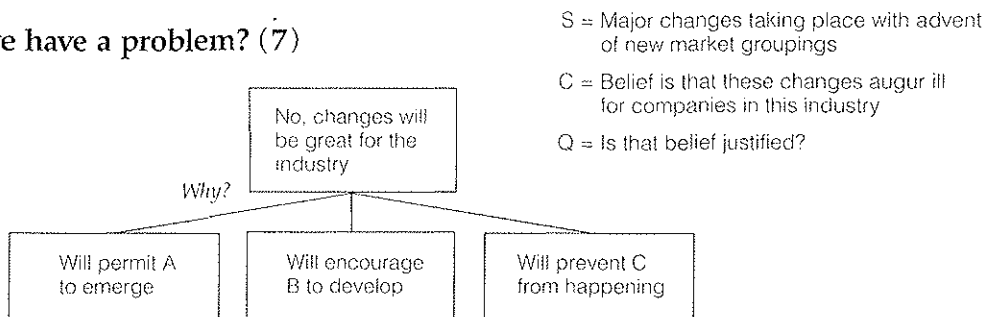 e have a problem? (7)
S = Major changes taking place with advent
of new market groupings
C = Belief is that these changes augur ill
for companies in this industry
Q = Is that belief justified?
No, changes will
be great for the
industry
Why?
Will permit A
to emerge
Will encourage
B to develop
Will prevent C
from happening